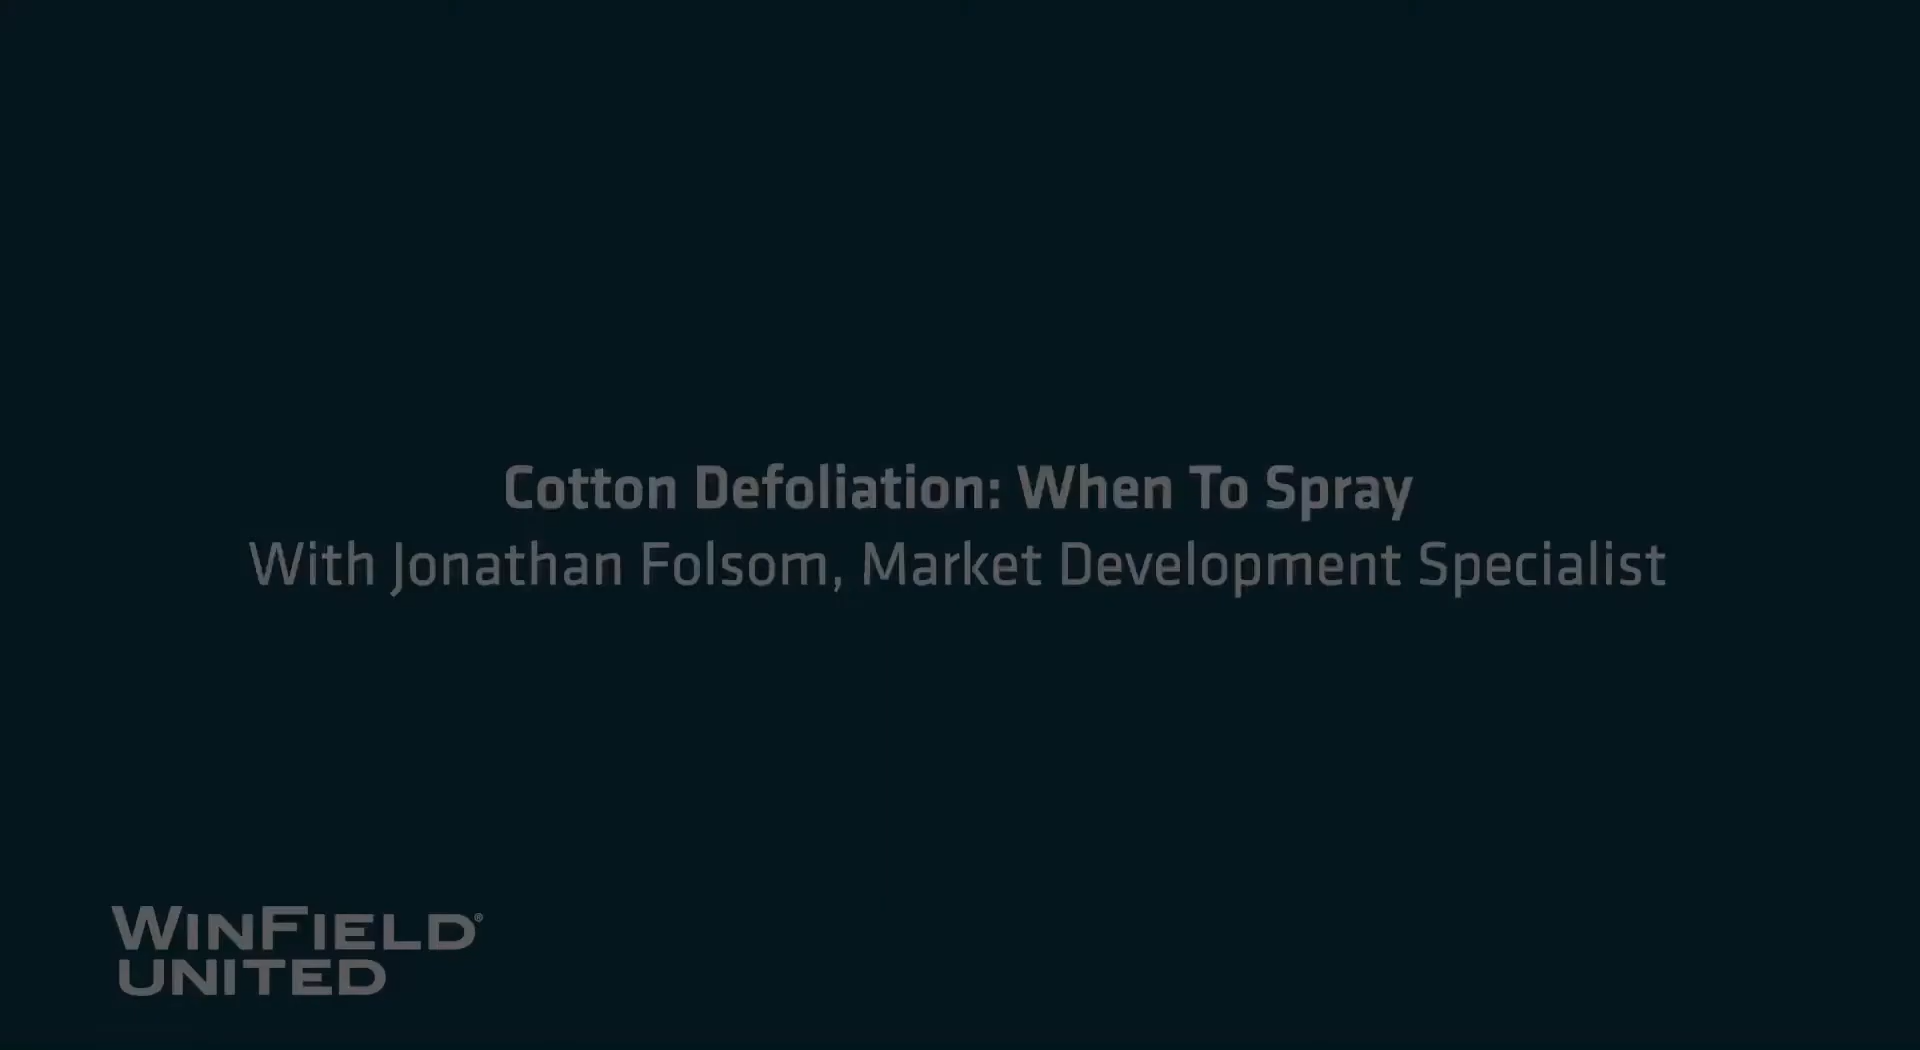 Cotton Defoliation: When To Spray
With Jonathan Folsom, Market Development Specialist
WINFIELD®
UNITED